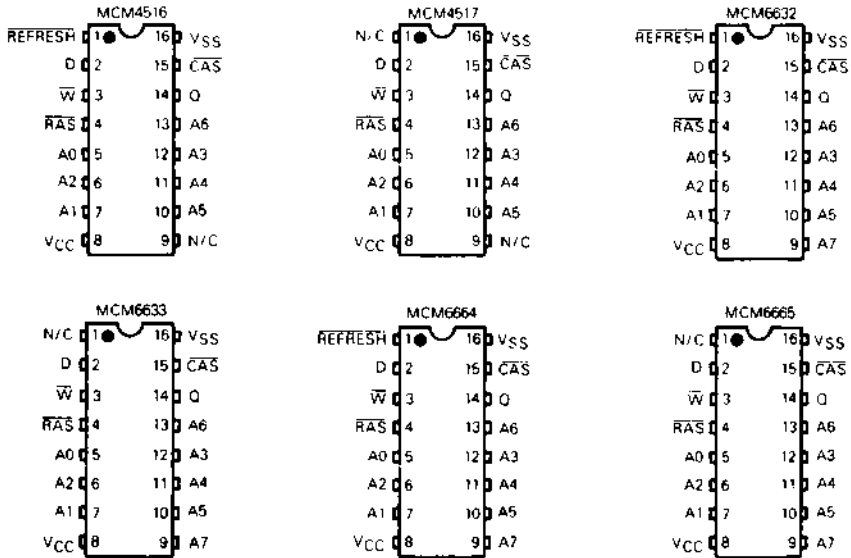 MCM4516 MCM4517 MCM6632
REFRESH 1 16 VSS N/C 1 16 VSS REFRESH 1 16 VSS
D 2 15 CAS D 2 15 CAS D 2 15 CAS
W 3 14 Q W 3 14 Q W 3 14 Q
RAS 4 13 A6 RAS 4 13 A6 RAS 4 13 A6
A0 5 12 A3 A0 5 12 A3 A0 5 12 A3
A2 6 11 A4 A2 6 11 A4 A2 6 11 A4
A1 7 10 A5 A1 7 10 A5 A1 7 10 A5
VCC 8 9 N/C VCC 8 9 N/C VCC 8 9 A7
MCM6633 MCM6664 MCM6665
N/C 1 16 VSS REFRESH 1 16 VSS N/C 1 16 VSS
D 2 15 CAS D 2 15 CAS D 2 15 CAS
W 3 14 Q W 3 14 Q W 3 14 Q
RAS 4 13 A6 RAS 4 13 A6 RAS 4 13 A6
A0 5 12 A3 A0 5 12 A3 A0 5 12 A3
A2 6 11 A4 A2 6 11 A4 A2 6 11 A4
A1 7 10 A5 A1 7 10 A5 A1 7 10 A5
VCC 8 9 A7 VCC 8 9 A7 VCC 8 9 A7